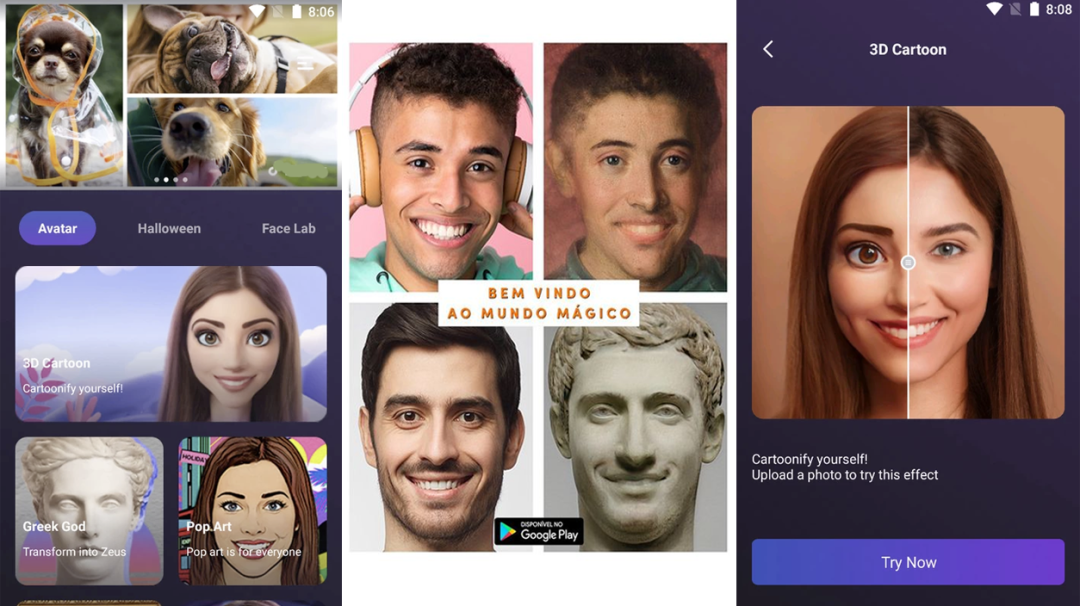 8:06
Avatar
Halloween
Face Lab
3D Cartoon
Cartoonify yourself!
HOLIDAY
Greek God
Transform into Zeus
Pop.Art
Pop art is for everyone
BEM VINDO
AO MUNDO MÁGICO
DISPONÍVEL NO
Google Play
8:08
3D Cartoon
Cartoonify yourself!
Upload a photo to try this effect
Try Now